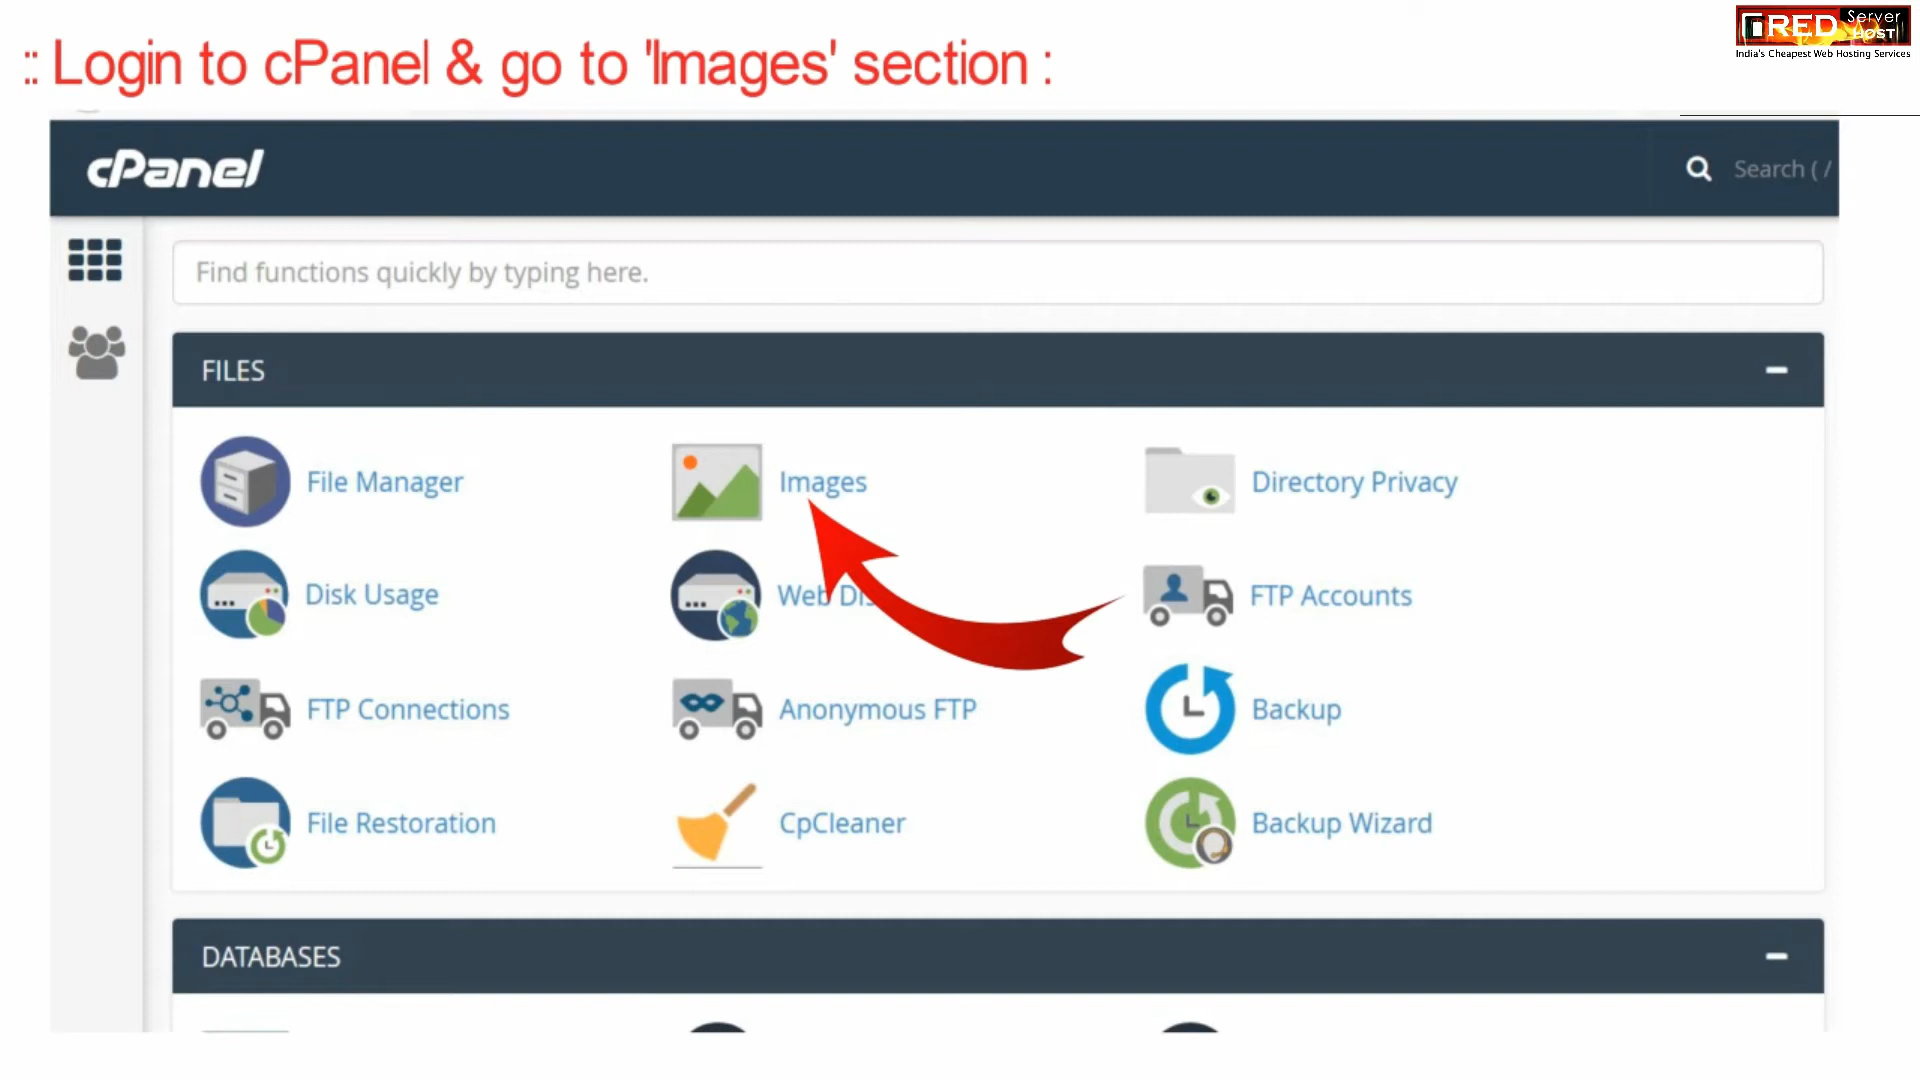 :: Login to cPanel & go to 'Images' section :
RED Server
HOST
India's Cheapest Web Hosting Services
cPanel
Search ( /
Find functions quickly by typing here.
FILES
File Manager
Images
Directory Privacy
Disk Usage
Web Dis
FTP Accounts
FTP Connections
Anonymous FTP
Backup
File Restoration
CpCleaner
Backup Wizard
DATABASES